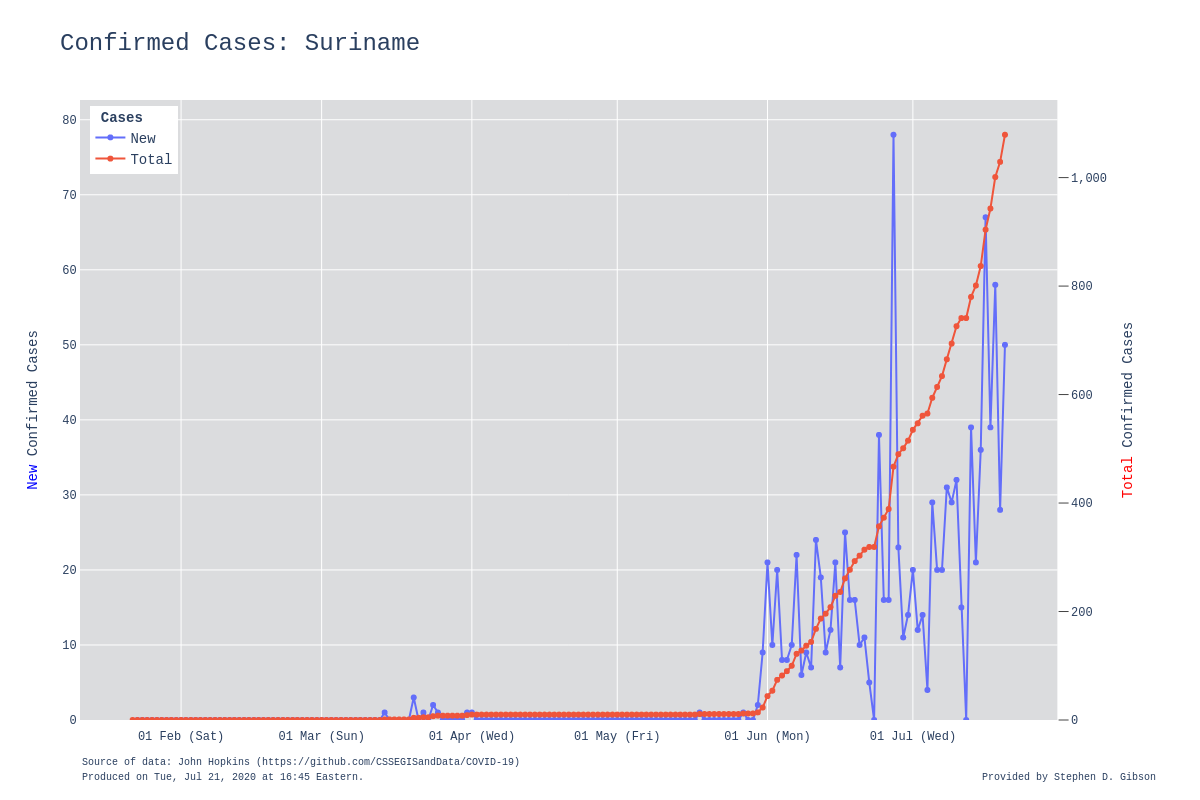 Confirmed Cases: Suriname
Cases
New
Total
80
70
60
50
40
30
20
10
0
New Confirmed Cases
1,000
800
600
400
200
0
Total Confirmed Cases
01 Feb (Sat) 01 Mar (Sun) 01 Apr (Wed) 01 May (Fri) 01 Jun (Mon) 01 Jul (Wed)
Source of data: John Hopkins (https://github.com/CSSEGISandData/COVID-19)
Produced on Tue, Jul 21, 2020 at 16:45 Eastern.
Provided by Stephen D. Gibson